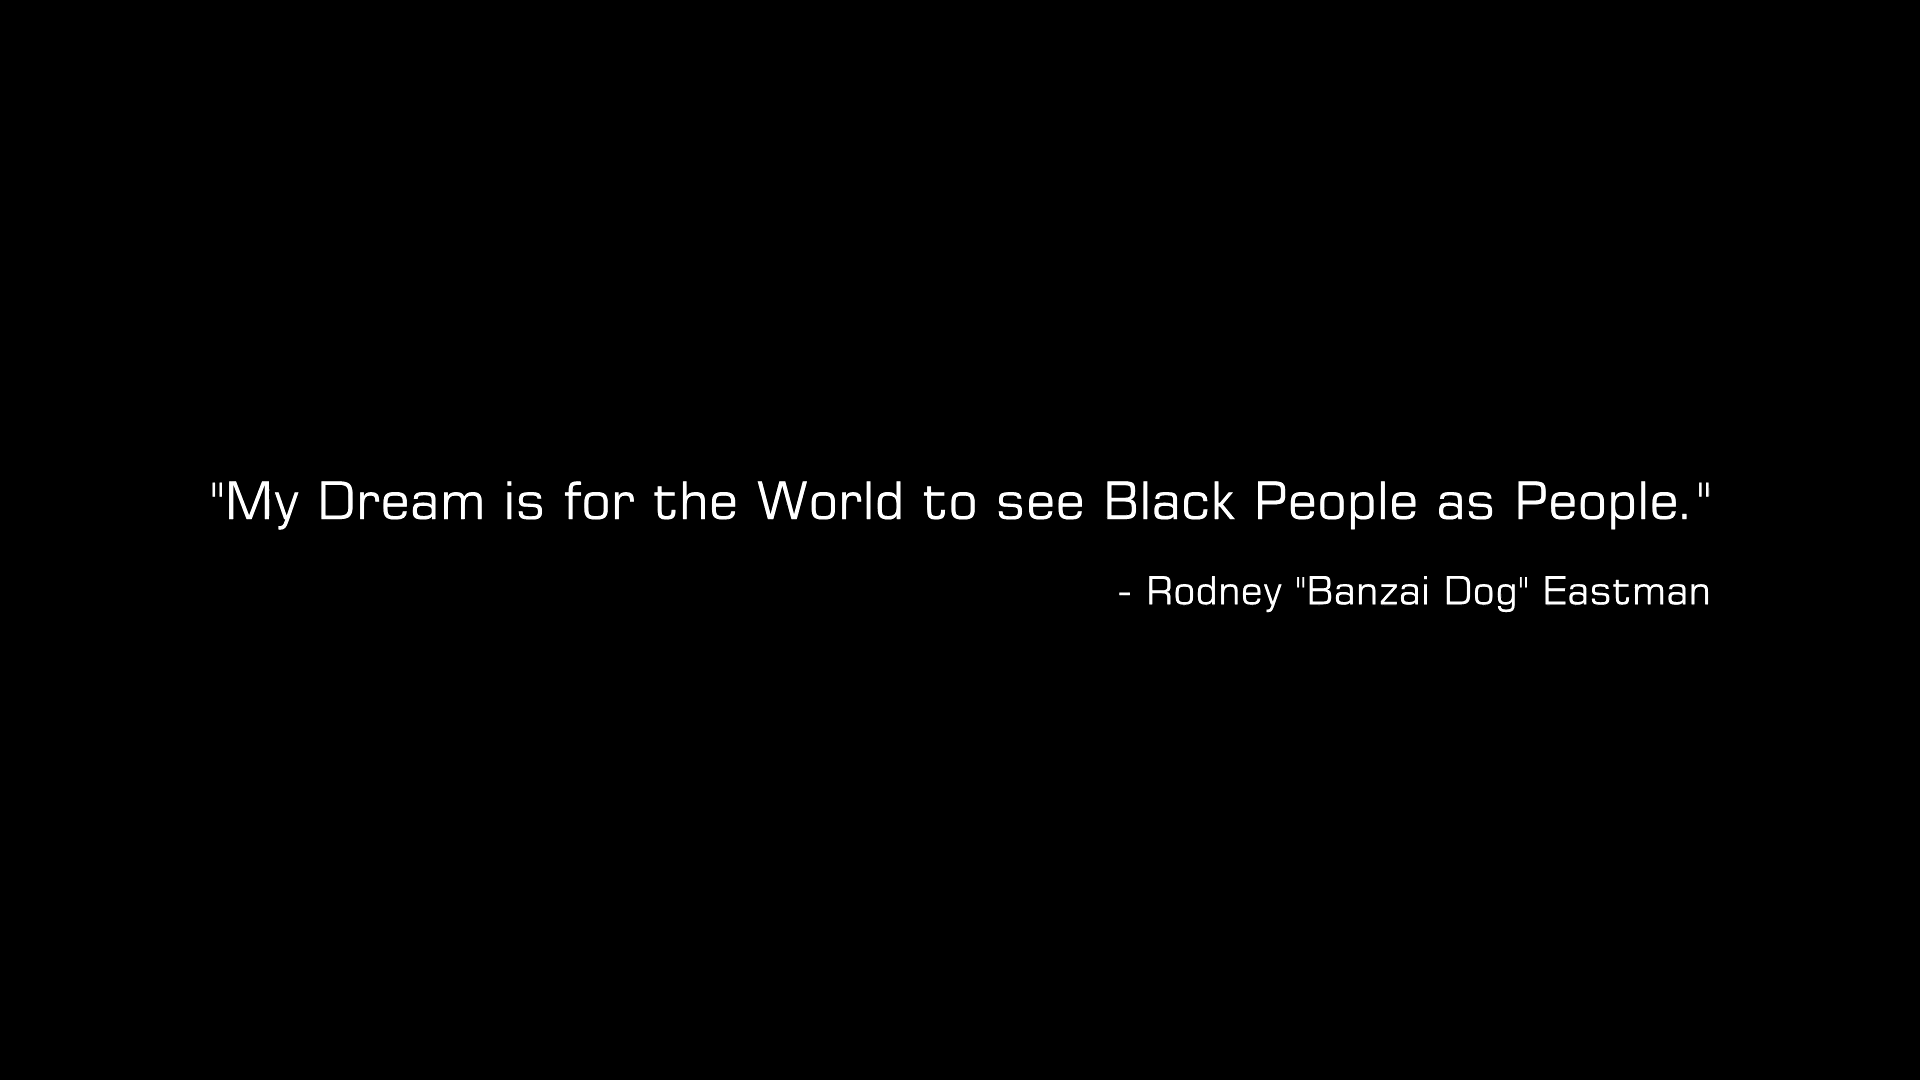 "My Dream is for the World to see Black People as People."
- Rodney "Banzai Dog" Eastman